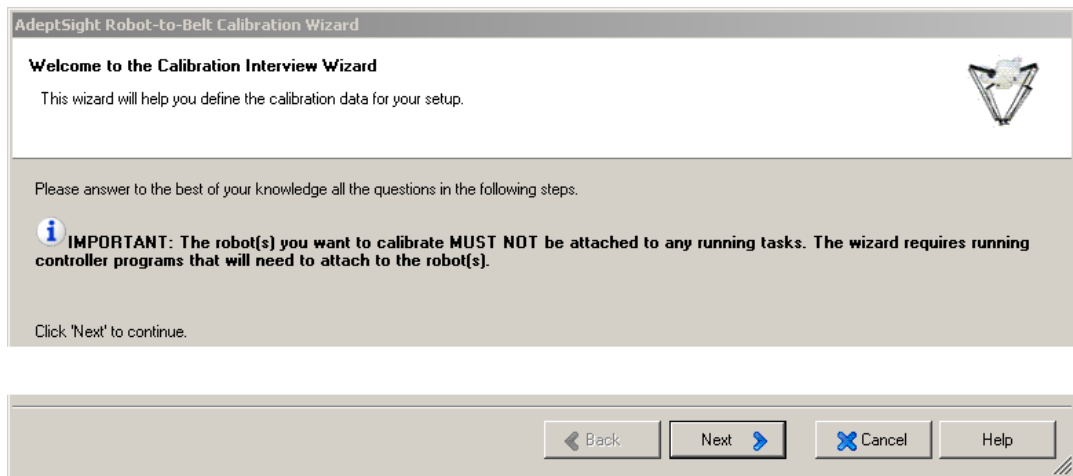 AdeptSight Robot-to-Belt Calibration Wizard
Welcome to the Calibration Interview Wizard
This wizard will help you define the calibration data for your setup.
Please answer to the best of your knowledge all the questions in the following steps.
IMPORTANT: The robot(s) you want to calibrate MUST NOT be attached to any running tasks. The wizard requires running
controller programs that will need to attach to the robot(s).
Click 'Next' to continue.
Back Next Cancel Help